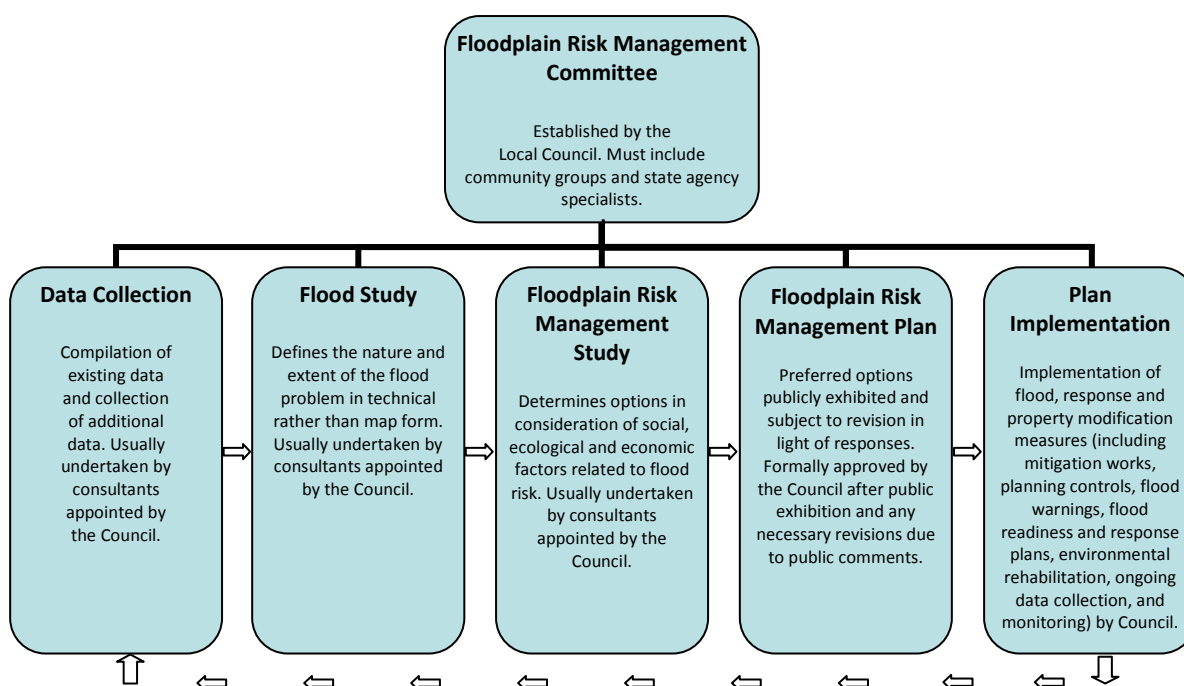 Floodplain Risk Management
Committee
Established by the
Local Council. Must include
community groups and state agency
specialists.
Data Collection
Compilation of
existing data
and collection
of additional
data. Usually
undertaken by
consultants
appointed by
the Council.
Flood Study
Defines the nature and
extent of the flood
problem in technical
rather than map form.
Usually undertaken by
consultants appointed
by the Council.
Floodplain Risk
Management
Study
Determines options in
consideration of social,
ecological and economic
factors related to flood
risk. Usually undertaken
by consultants
appointed by the
Council.
Floodplain Risk
Management Plan
Preferred options
publicly exhibited and
subject to revision in
light of responses.
Formally approved by
the Council after public
exhibition and any
necessary revisions due
to public comments.
Plan
Implementation
Implementation of
flood, response and
property modification
measures (including
mitigation works,
planning controls, flood
warnings, flood
readiness and response
plans, environmental
rehabilitation, ongoing
data collection, and
monitoring) by Council.